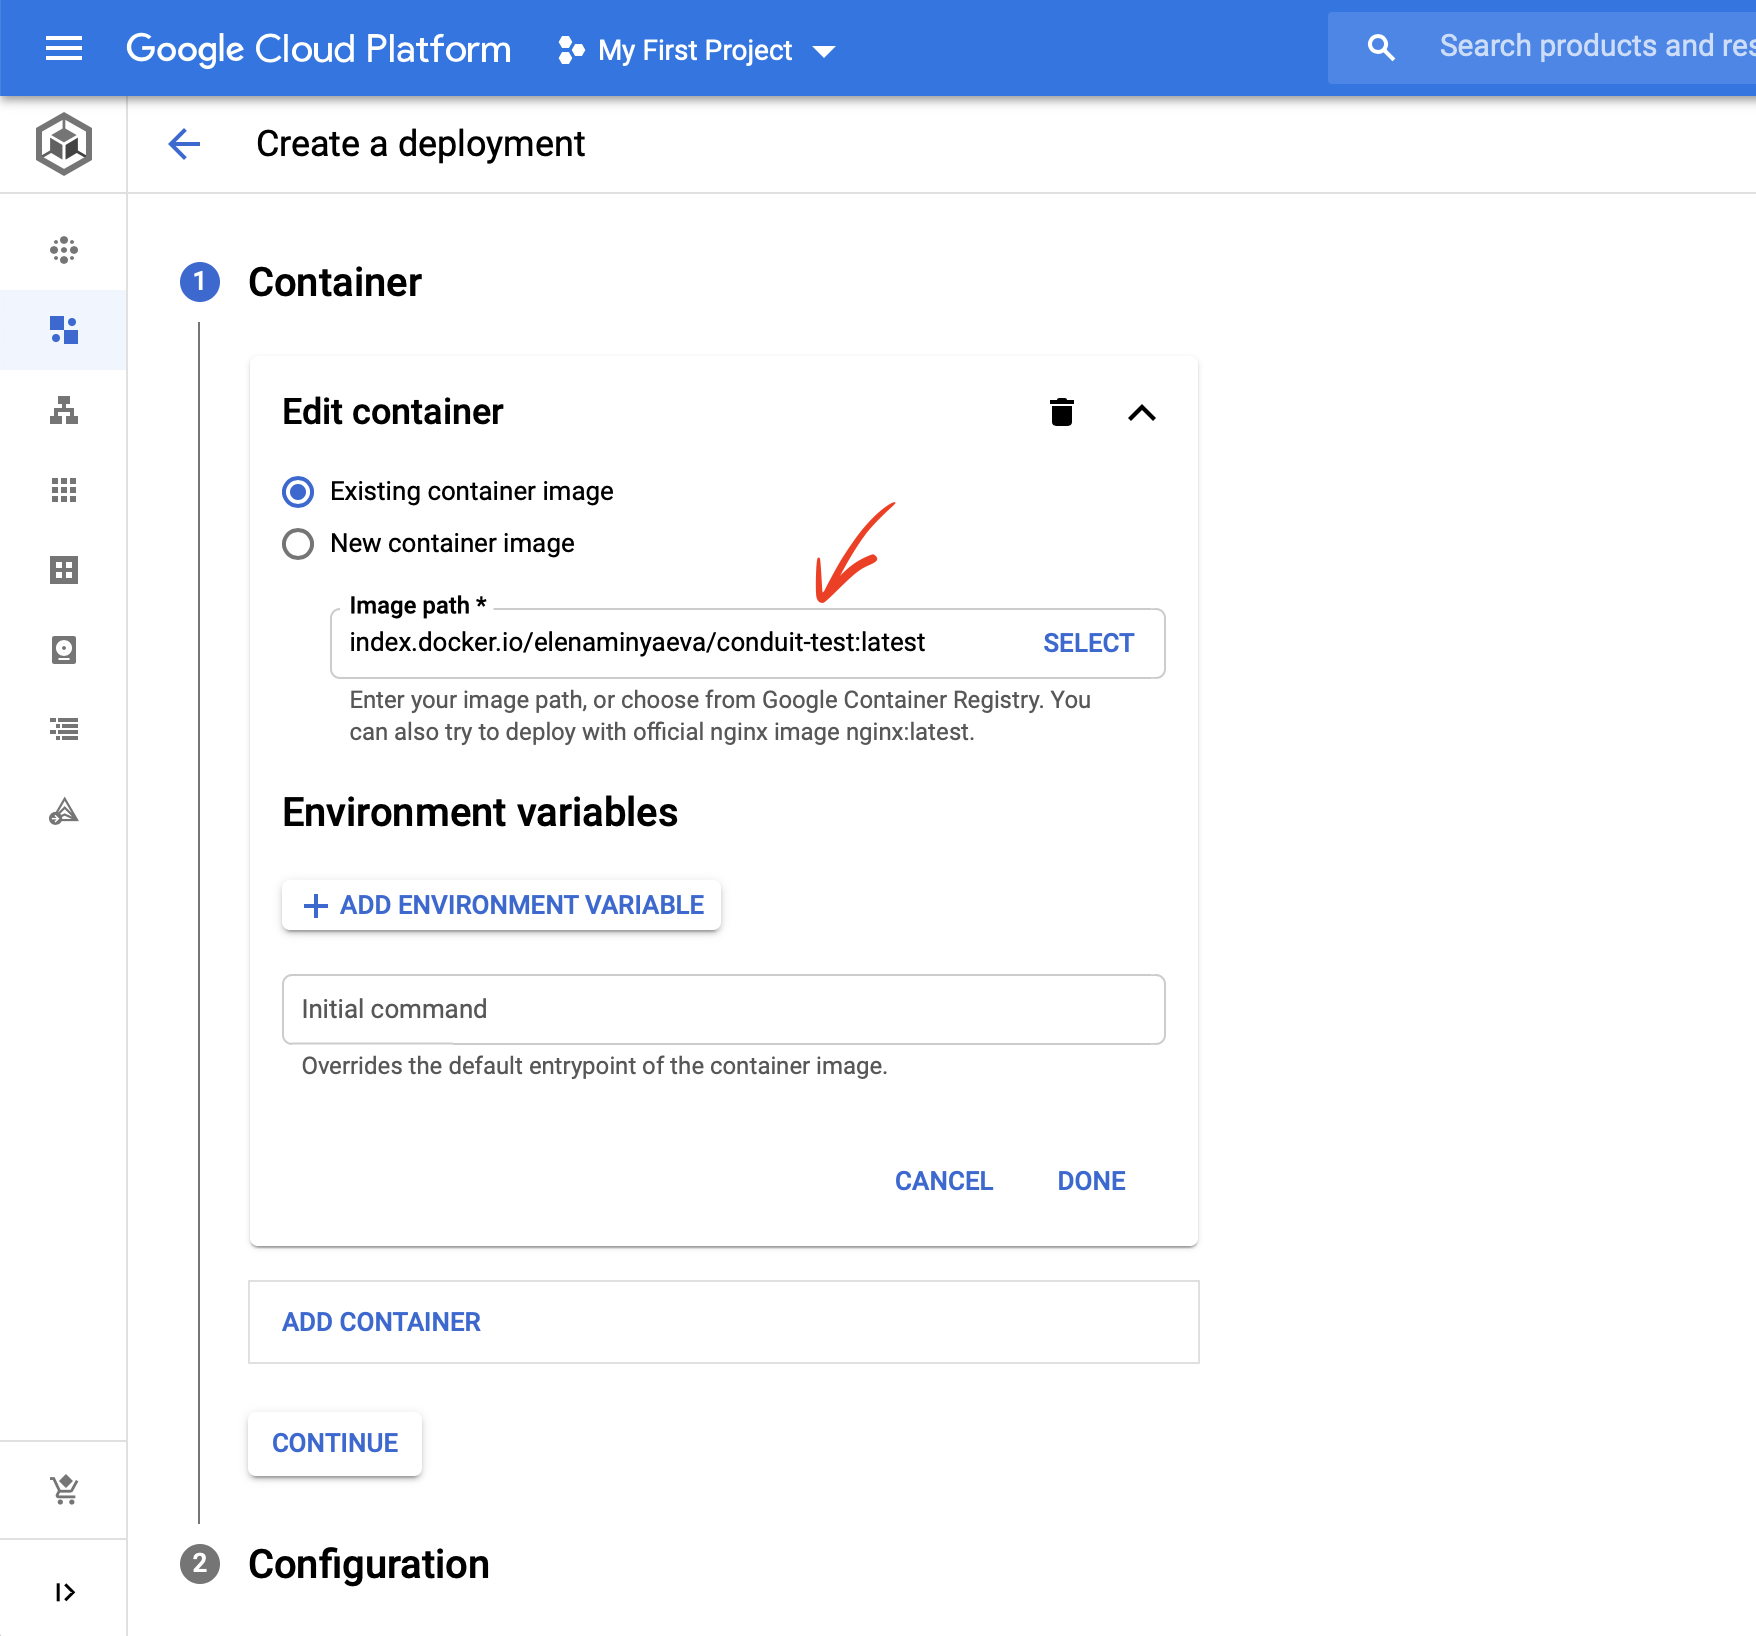 Google Cloud Platform
My First Project
Search products and res
Create a deployment
1
Container
Edit container
Existing container image
New container image
Image path *
index.docker.io/elenaminyaeva/conduit-test:latest
SELECT
Enter your image path, or choose from Google Container Registry. You
can also try to deploy with official nginx image nginx:latest.
Environment variables
ADD ENVIRONMENT VARIABLE
Initial command
Overrides the default entrypoint of the container image.
CANCEL
DONE
ADD CONTAINER
CONTINUE
2
Configuration